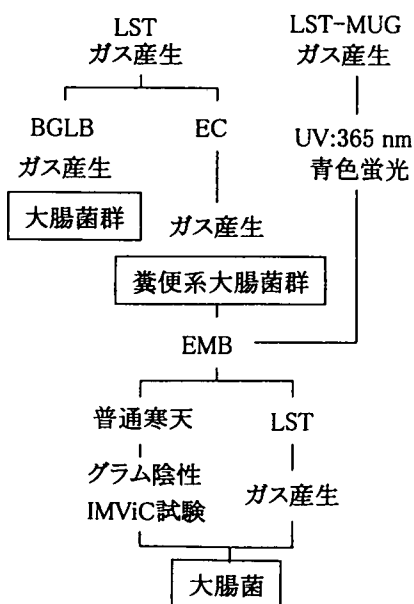 LST
ガス産生
LST-MUG
ガス産生
BGLB
ガス産生
大腸菌群
EC
ガス産生
糞便系大腸菌群
UV:365 nm
青色蛍光
EMB
普通寒天
グラム陰性
IMViC試験
LST
ガス産生
大腸菌